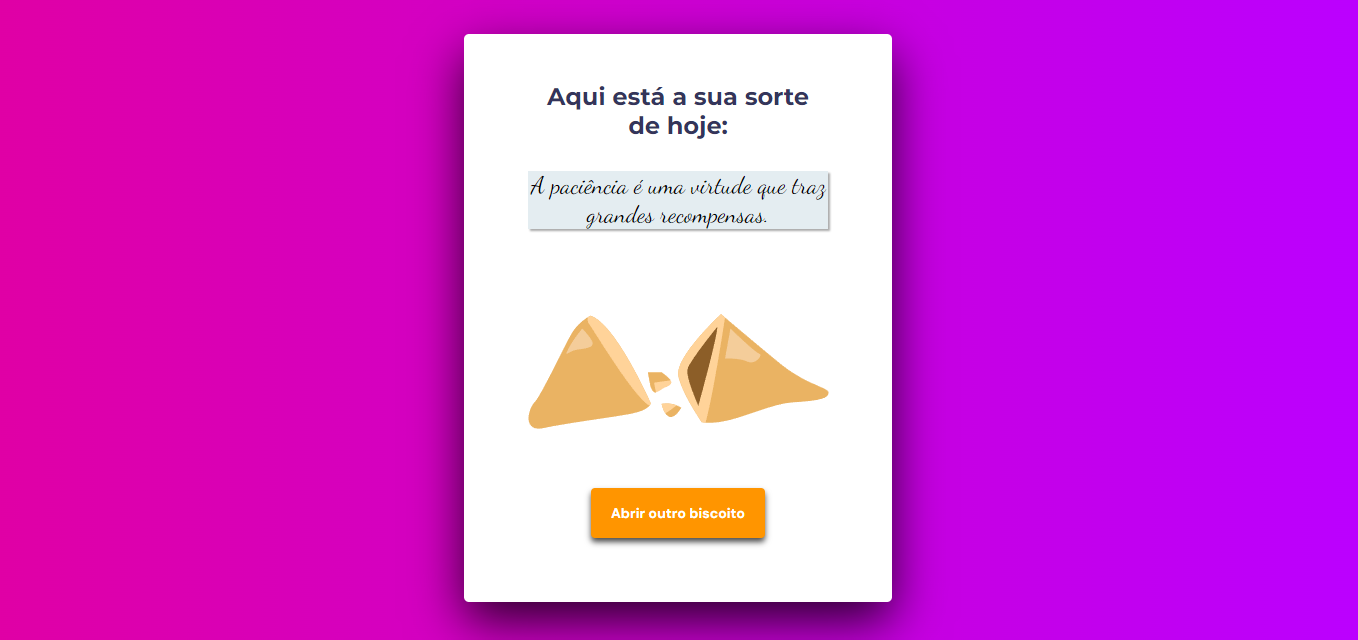 Aqui está a sua sorte
de hoje:
A paciência é uma virtude que traz
grandes recompensas.
Abrir outro biscoito